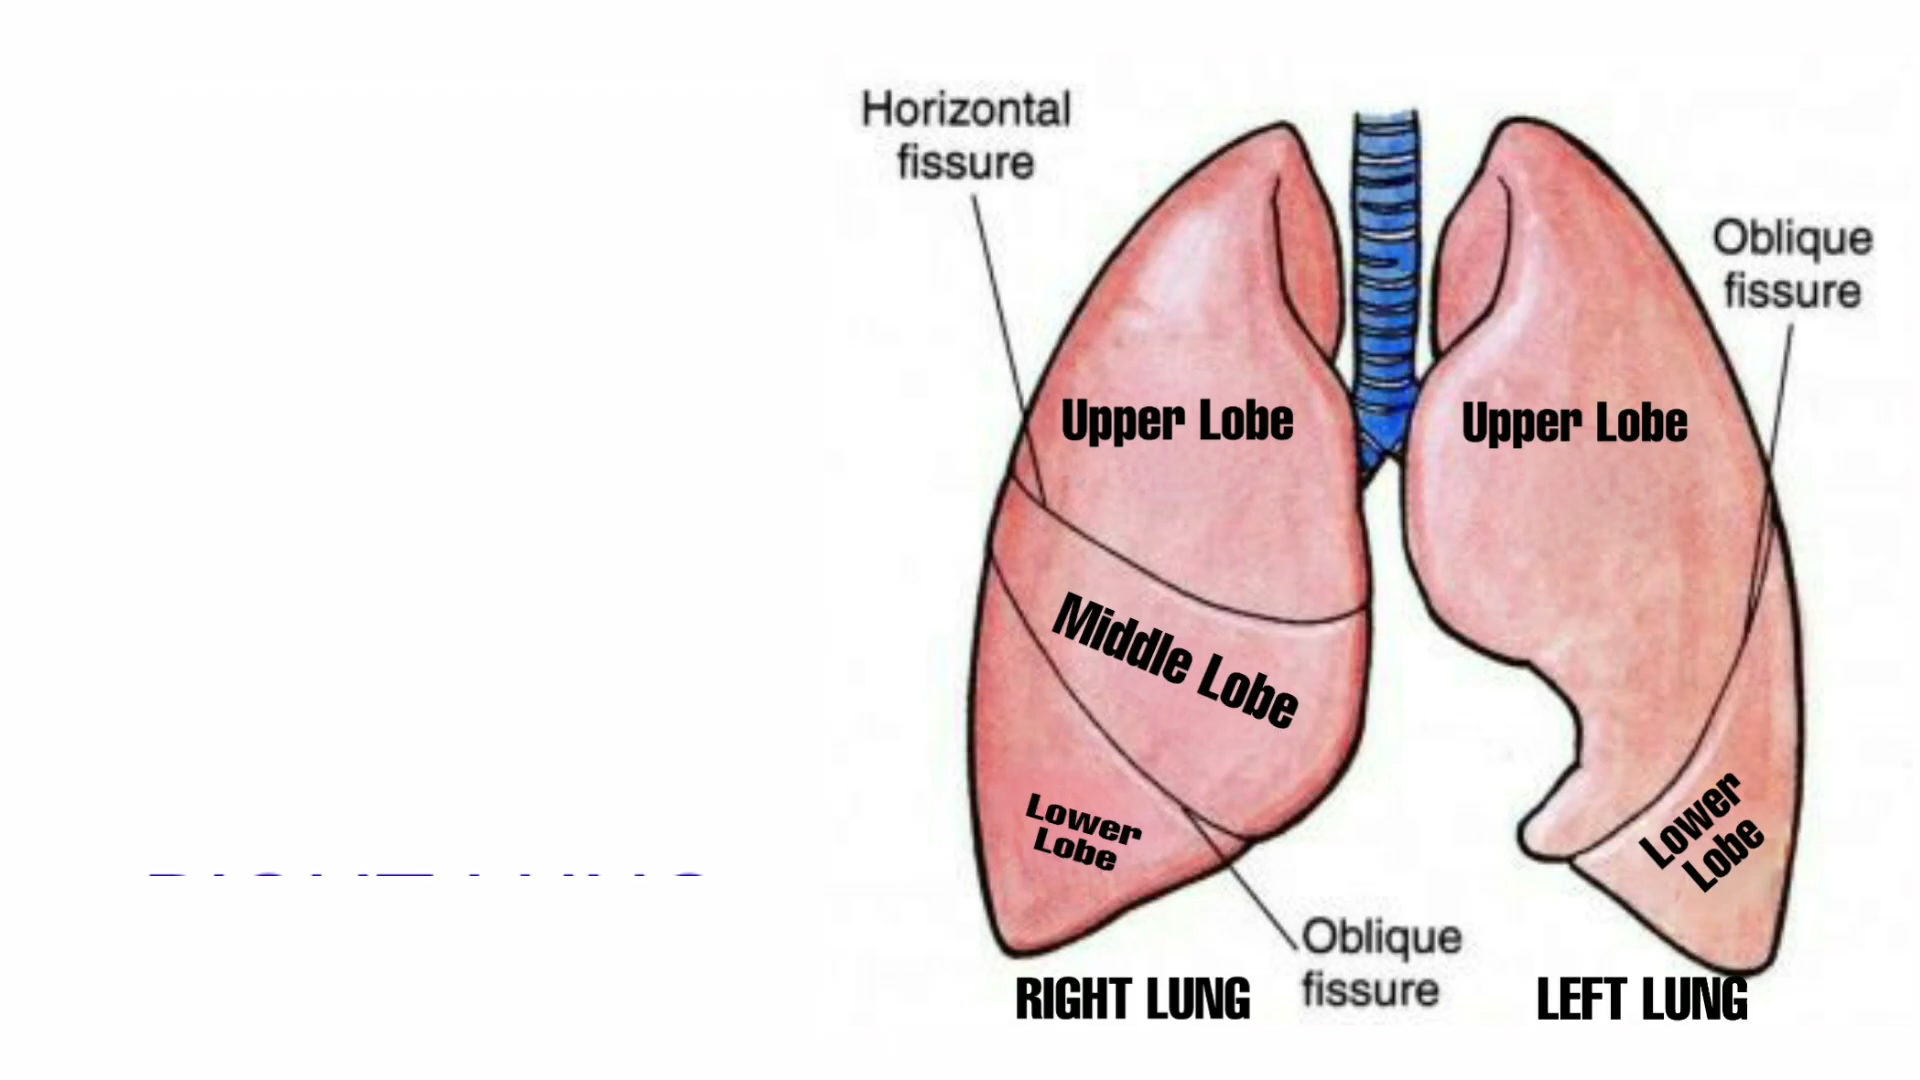 Horizontal
fissure
Oblique
fissure
Upper Lobe
Upper Lobe
Middle Lobe
Lower
Lobe
Lower
Lobe
Oblique
fissure
RIGHT LUNG
LEFT LUNG